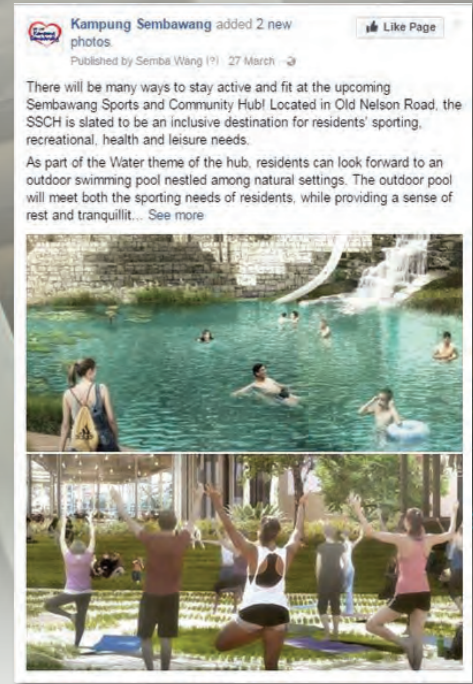 Kampung Sembawang added 2 new
photos.
Like Page
Published by Semba Wang [?] · 27 March ·
There will be many ways to stay active and fit at the upcoming
Sembawang Sports and Community Hub! Located in Old Nelson Road, the
SSCH is slated to be an inclusive destination for residents' sporting,
recreational, health and leisure needs.
As part of the Water theme of the hub, residents can look forward to an
outdoor swimming pool nestled among natural settings. The outdoor pool
will meet both the sporting needs of residents, while providing a sense of
rest and tranquillit... See more